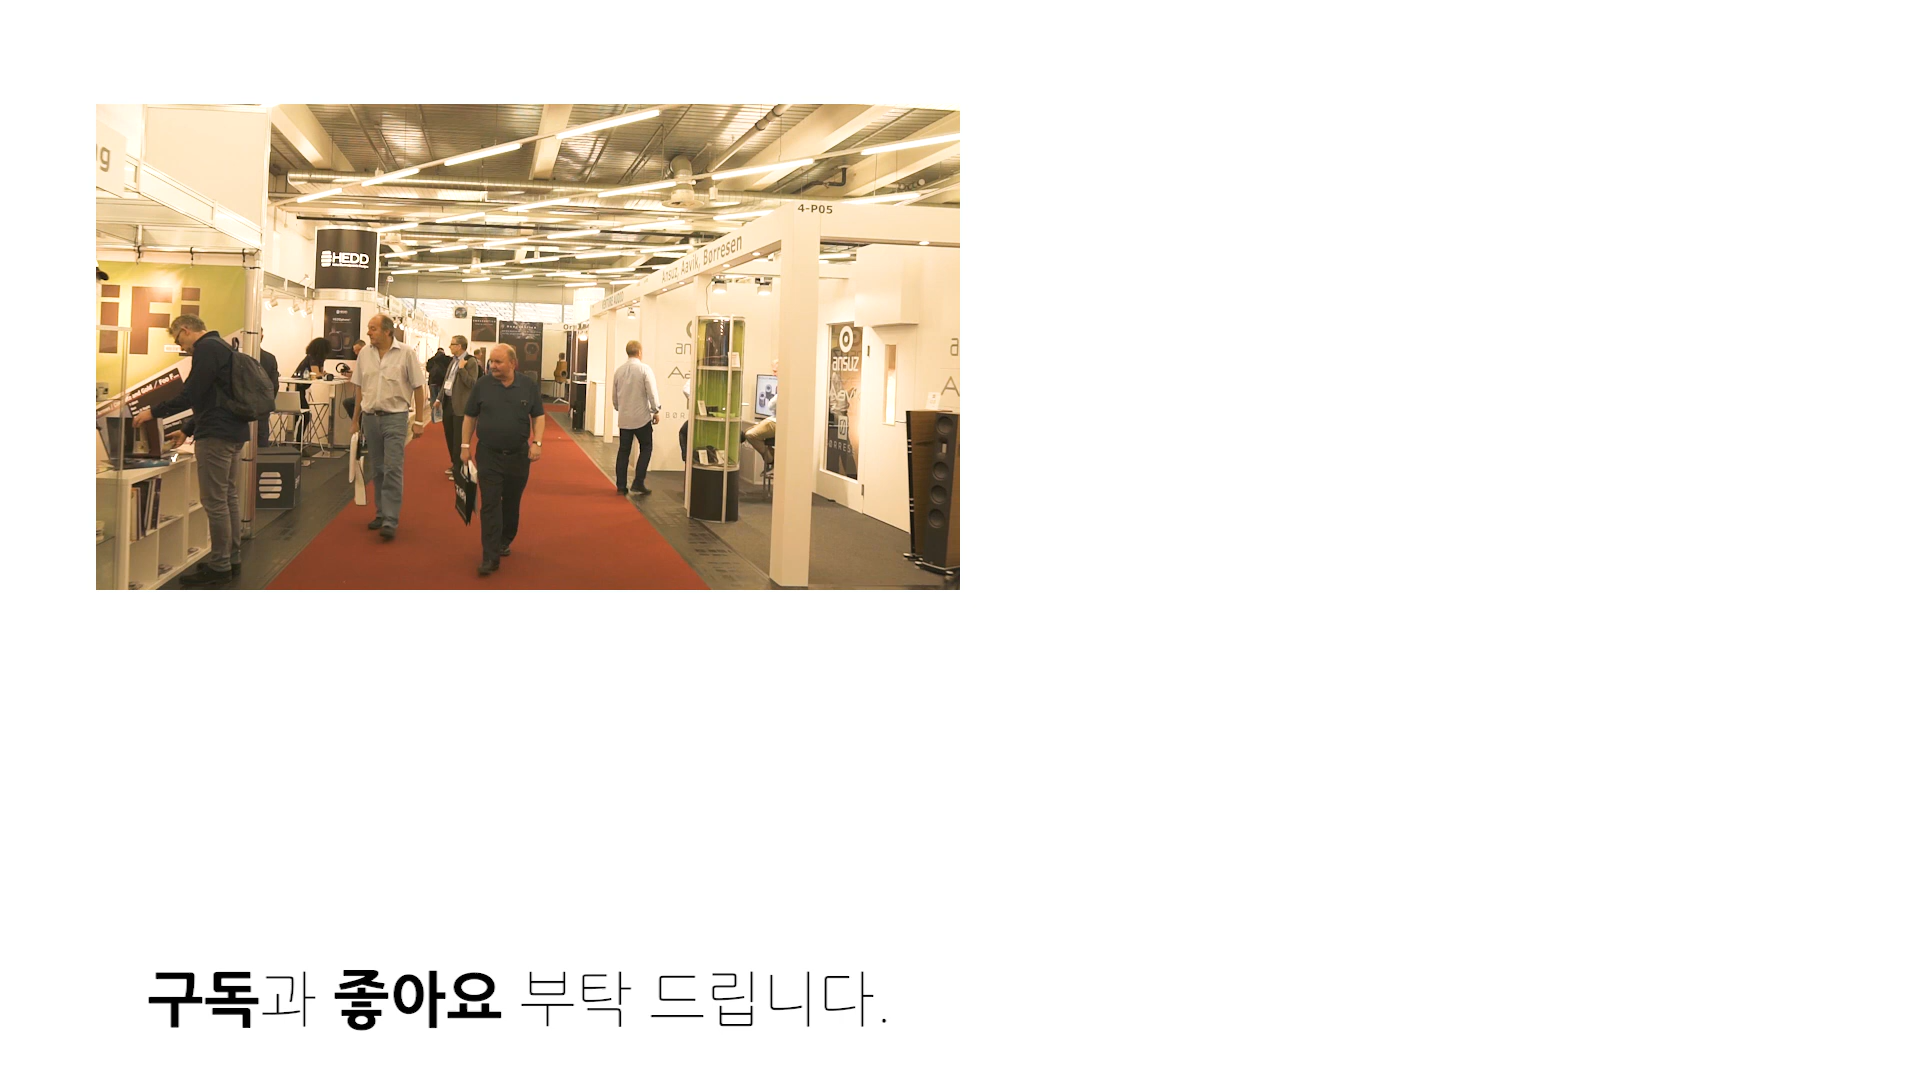 4-P05
Ansuz, Aavik, Børresen
HEDD
iFi
ansuz
구독과 좋아요 부탁 드립니다.